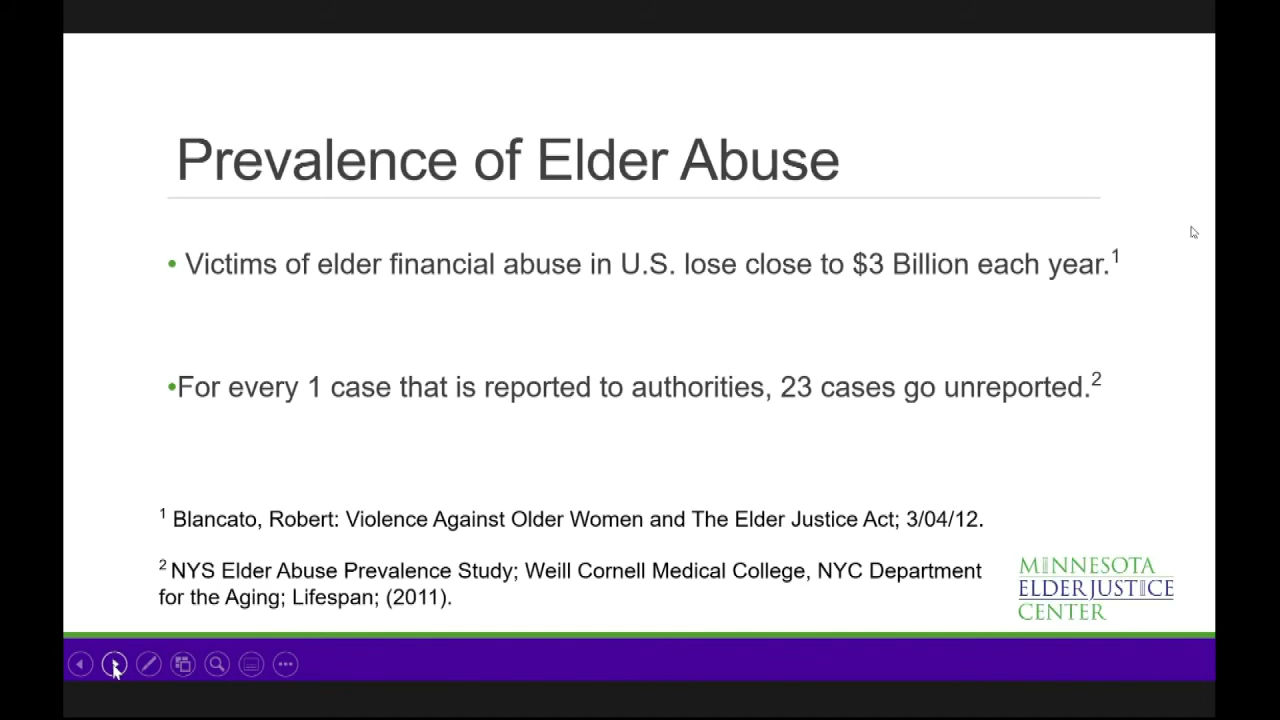 Prevalence of Elder Abuse
• Victims of elder financial abuse in U.S. lose close to $3 Billion each year.1
•For every 1 case that is reported to authorities, 23 cases go unreported.2
1 Blancato, Robert: Violence Against Older Women and The Elder Justice Act; 3/04/12.
2 NYS Elder Abuse Prevalence Study; Weill Cornell Medical College, NYC Department
for the Aging; Lifespan; (2011).
MINNESOTA
ELDER JUSTICE
CENTER